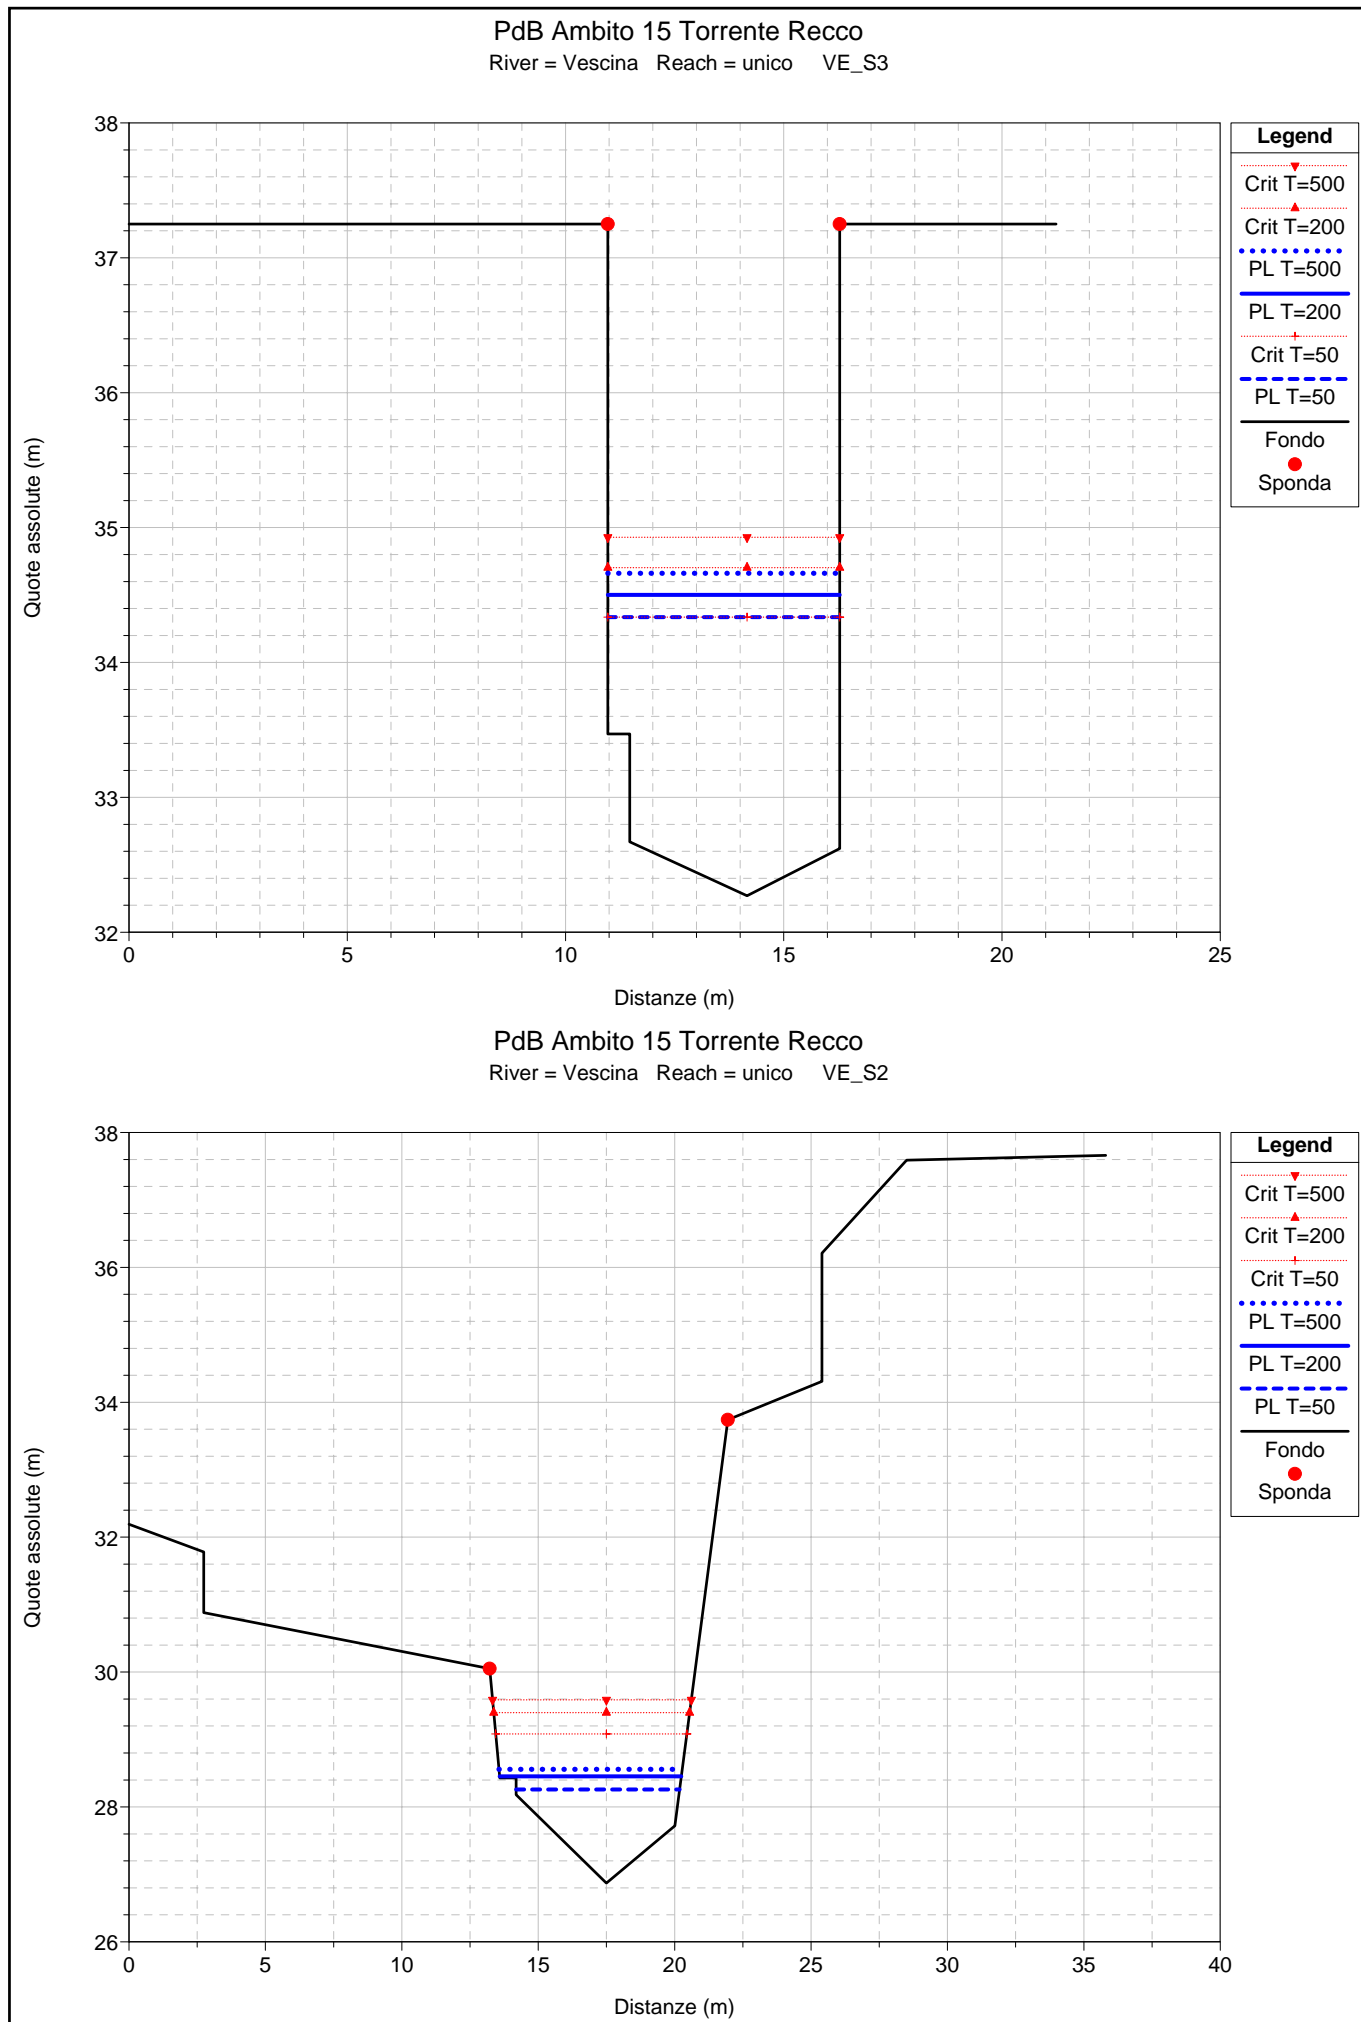 PdB Ambito 15 Torrente Recco
River = Vescina   Reach = unico     VE_S3
38
37
36
35
34
33
32
Quote assolute (m)
0
5
10
15
20
25
Distanze (m)
Legend
Crit T=500
Crit T=200
PL T=500
PL T=200
Crit T=50
PL T=50
Fondo
Sponda
PdB Ambito 15 Torrente Recco
River = Vescina   Reach = unico     VE_S2
38
36
34
32
30
28
26
Quote assolute (m)
0
5
10
15
20
25
30
35
40
Distanze (m)
Legend
Crit T=500
Crit T=200
Crit T=50
PL T=500
PL T=200
PL T=50
Fondo
Sponda